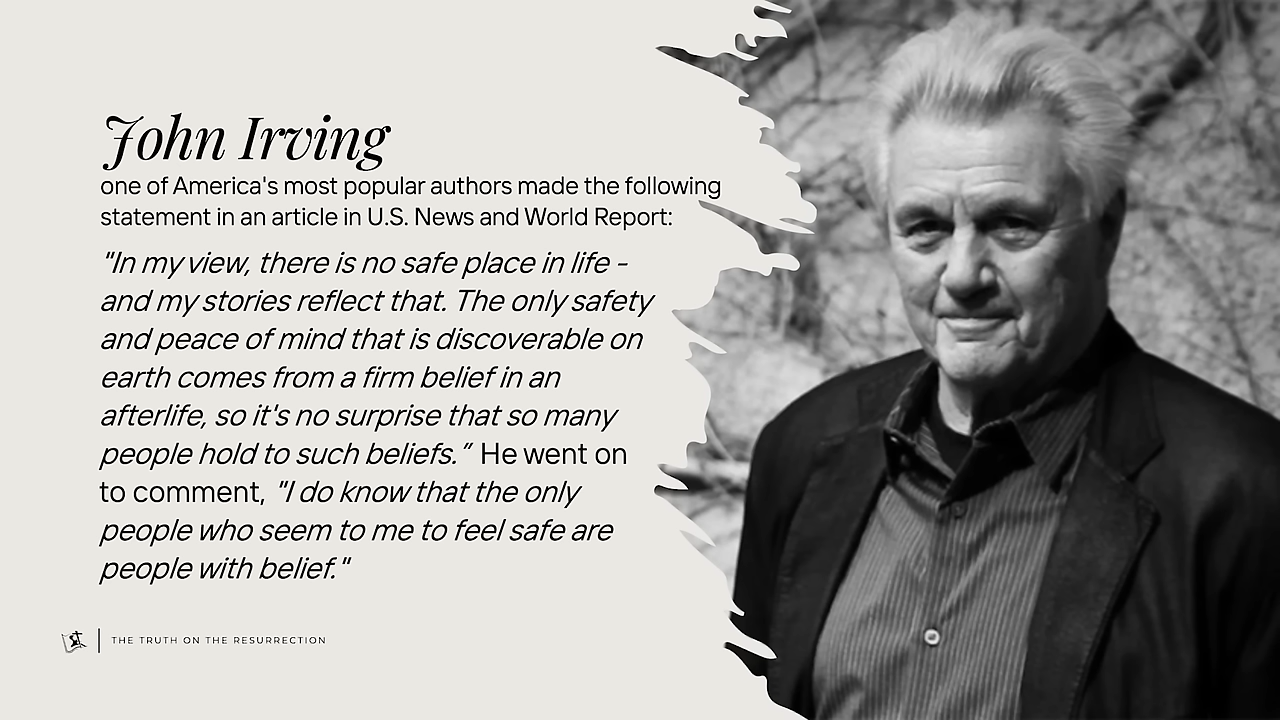 John Irving
one of America's most popular authors made the following
statement in an article in U.S. News and World Report:
"In my view, there is no safe place in life -
and my stories reflect that. The only safety
and peace of mind that is discoverable on
earth comes from a firm belief in an
afterlife, so it's no surprise that so many
people hold to such beliefs." He went on
to comment, "I do know that the only
people who seem to me to feel safe are
people with belief."
THE TRUTH ON THE RESURRECTION